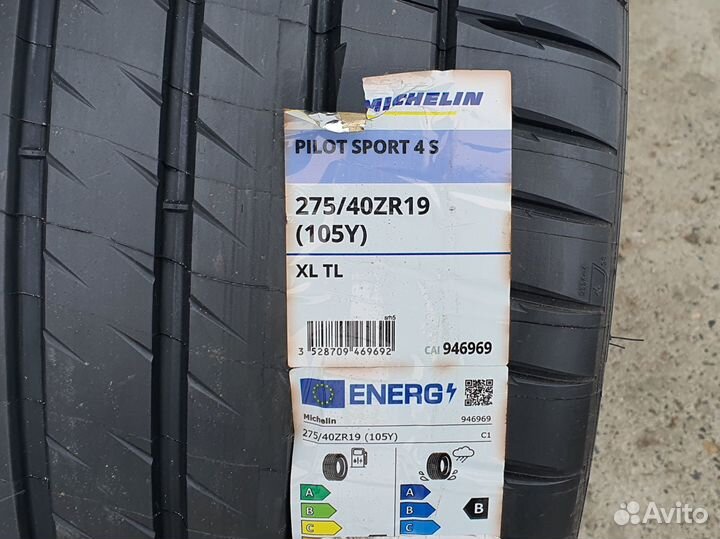 MICHELIN
PILOT SPORT 4 S
275/40ZR19
(105Y)
XL TL
sm5
3 528709 469692
CAI 946969
ENERG
Michelin 946969
275/40ZR19 (105Y) C1
A A
B B B
C C
Avito